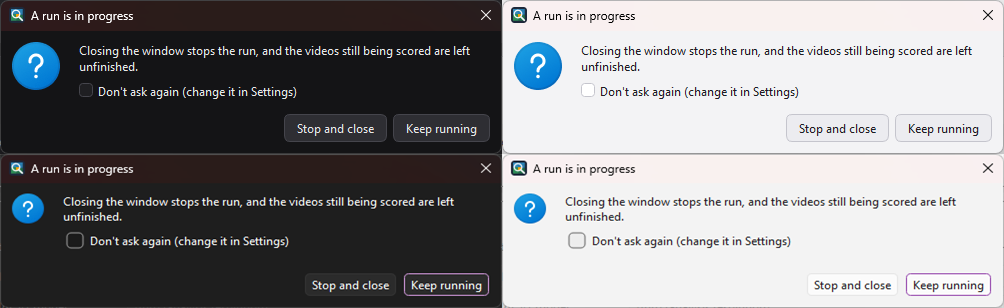 A run is in progress
Closing the window stops the run, and the videos still being scored are left
unfinished.
Don't ask again (change it in Settings)
Stop and close Keep running
A run is in progress
Closing the window stops the run, and the videos still being scored are left
unfinished.
Don't ask again (change it in Settings)
Stop and close Keep running
A run is in progress
Closing the window stops the run, and the videos still being scored are left
unfinished.
Don't ask again (change it in Settings)
Stop and close Keep running
A run is in progress
Closing the window stops the run, and the videos still being scored are left
unfinished.
Don't ask again (change it in Settings)
Stop and close Keep running